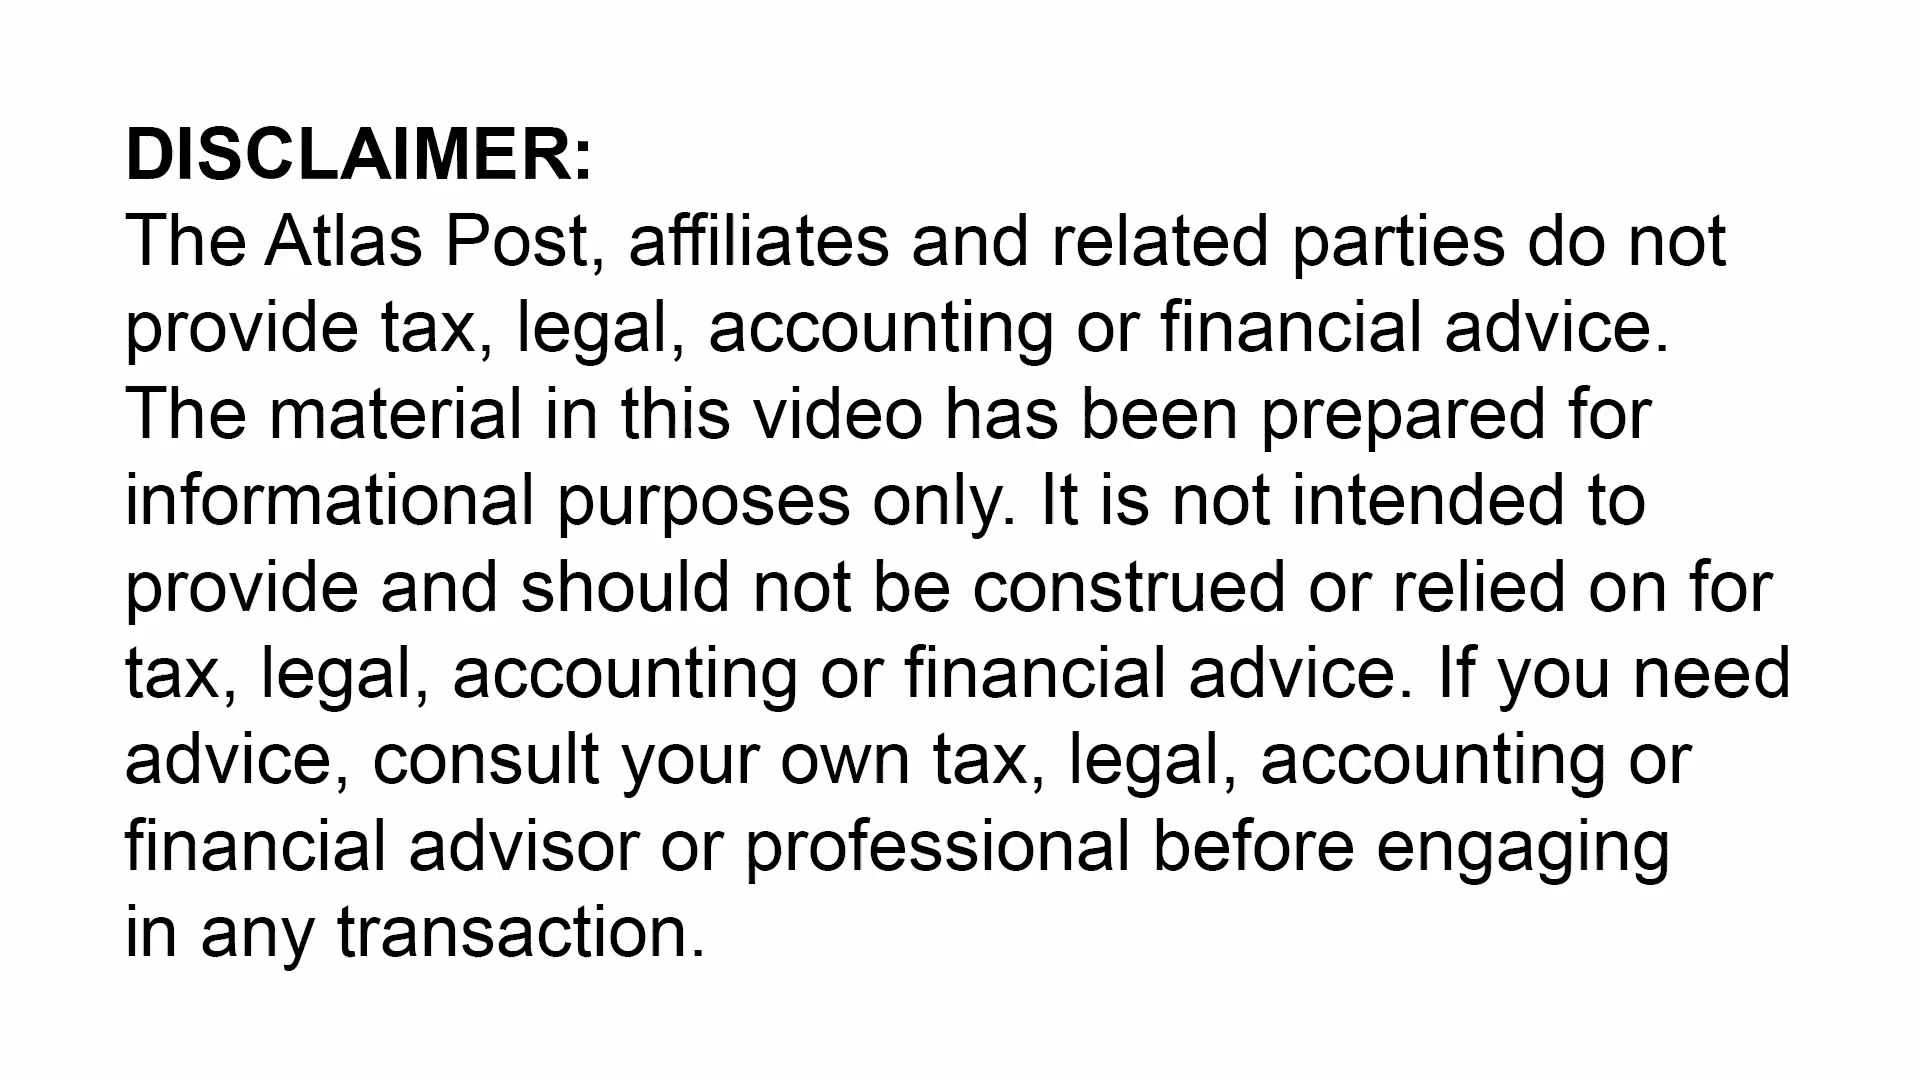 DISCLAIMER:
The Atlas Post, affiliates and related parties do not
provide tax, legal, accounting or financial advice.
The material in this video has been prepared for
informational purposes only. It is not intended to
provide and should not be construed or relied on for
tax, legal, accounting or financial advice. If you need
advice, consult your own tax, legal, accounting or
financial advisor or professional before engaging
in any transaction.